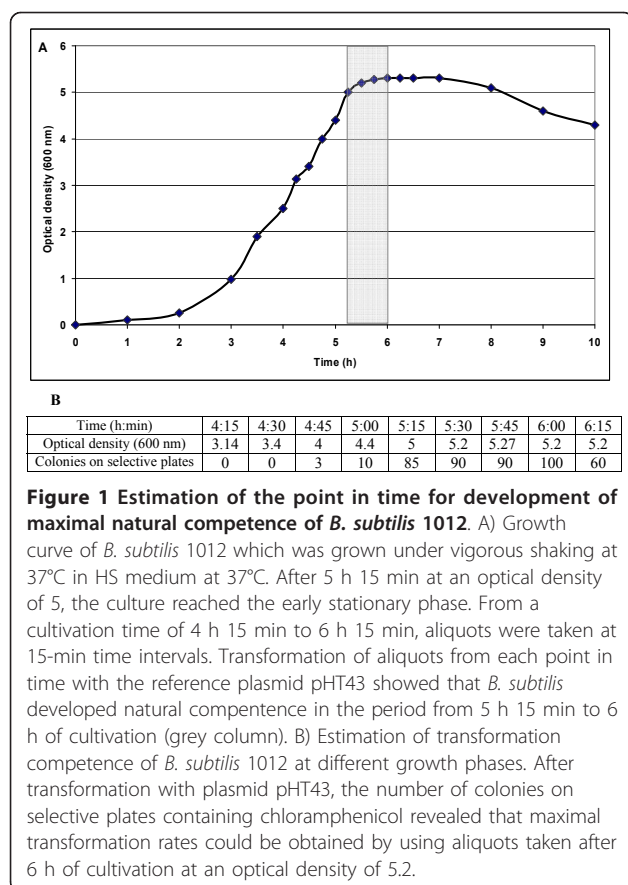 A
6
5
4
3
2
1
0
Optical density (600 nm)
0 1 2 3 4 5 6 7 8 9 10
Time (h)
B
Time (h:min) 4:15 4:30 4:45 5:00 5:15 5:30 5:45 6:00 6:15
Optical density (600 nm) 3.14 3.4 4 4.4 5 5.2 5.27 5.2 5.2
Colonies on selective plates 0 0 3 10 85 90 90 100 60
Figure 1 Estimation of the point in time for development of
maximal natural competence of B. subtilis 1012. A) Growth
curve of B. subtilis 1012 which was grown under vigorous shaking at
37°C in HS medium at 37°C. After 5 h 15 min at an optical density
of 5, the culture reached the early stationary phase. From a
cultivation time of 4 h 15 min to 6 h 15 min, aliquots were taken at
15-min time intervals. Transformation of aliquots from each point in
time with the reference plasmid pHT43 showed that B. subtilis
developed natural compentence in the period from 5 h 15 min to 6
h of cultivation (grey column). B) Estimation of transformation
competence of B. subtilis 1012 at different growth phases. After
transformation with plasmid pHT43, the number of colonies on
selective plates containing chloramphenicol revealed that maximal
transformation rates could be obtained by using aliquots taken after
6 h of cultivation at an optical density of 5.2.